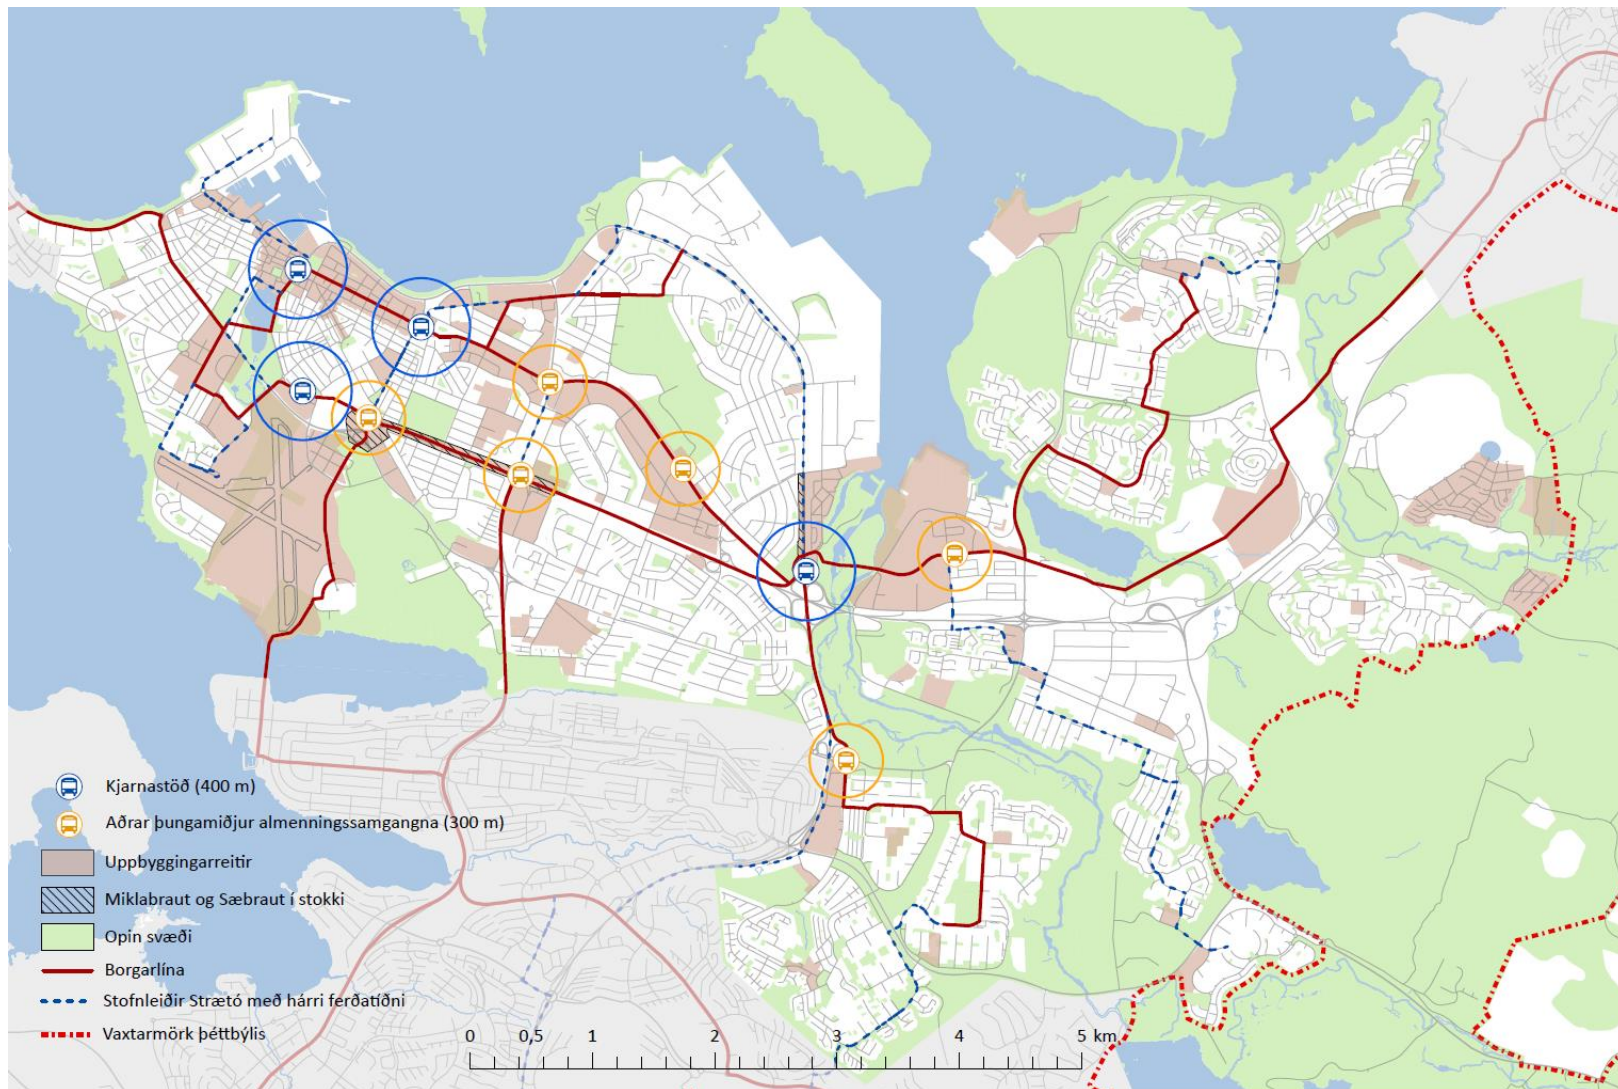 Kjarnastöð (400 m)
Aðrar þungamiðjur almenningssamgangna (300 m)
Uppbyggingarreitir
Miklabraut og Sæbraut í stokki
Opin svæði
Borgarlína
Stofnleiðir Strætó með hárri ferðatíðni
Vaxtarmörk þéttbýlis
0 0,5 1 2 3 4 5 km